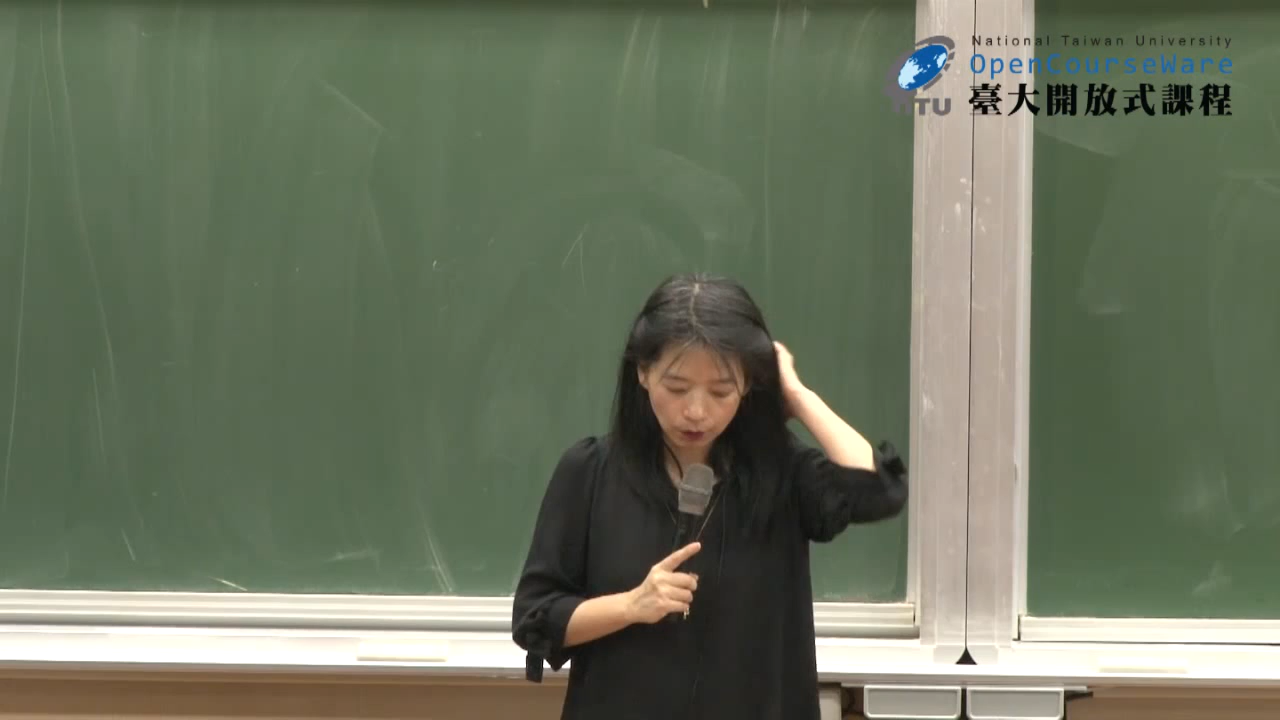 National Taiwan University
OpenCourseWare
NTU 臺大開放式課程